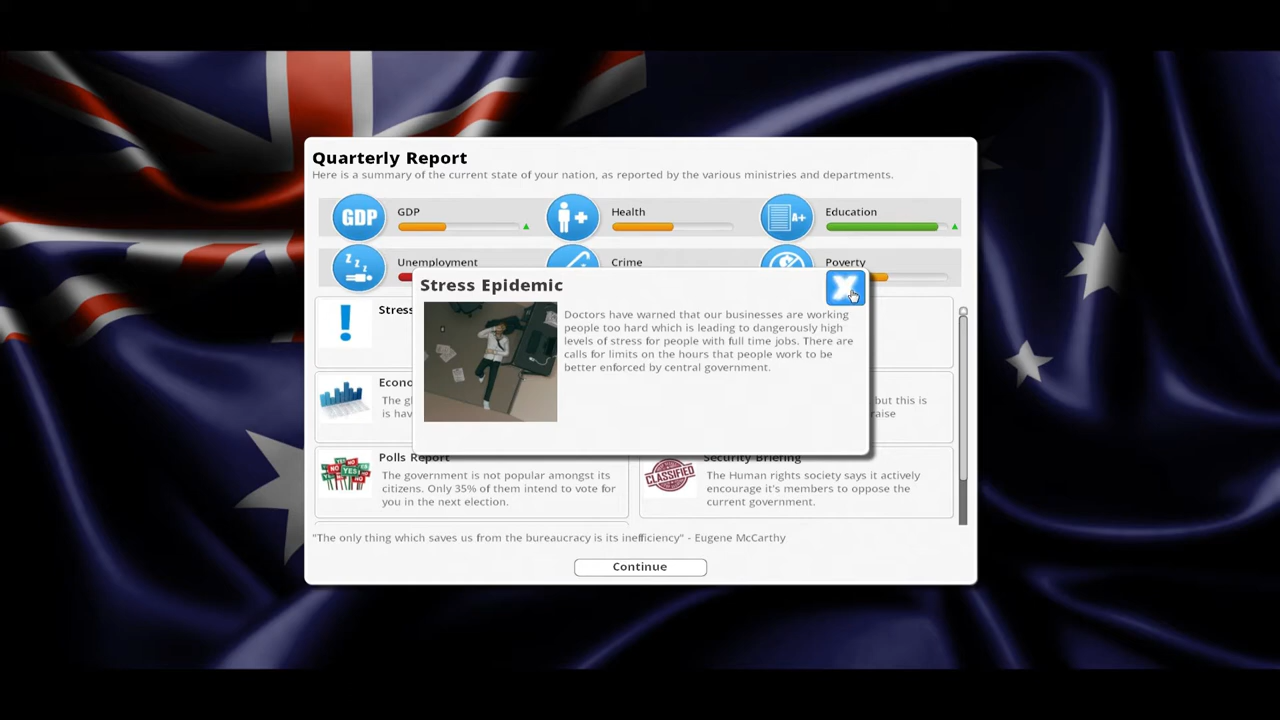 Quarterly Report
Here is a summary of the current state of your nation, as reported by the various ministries and departments.
GDP
GDP
Health
A+
Education
ZZZ
Unemployment
Crime
Poverty
Stress Epidemic
X
Doctors have warned that our businesses are working
people too hard which is leading to dangerously high
levels of stress for people with full time jobs. There are
calls for limits on the hours that people work to be
better enforced by central government.
Stres
!
Econo
The gl
is hav
but this is
raise
Polls Report
NO YES NO
The government is not popular amongst its
citizens. Only 35% of them intend to vote for
you in the next election.
Security Briefing
CLASSIFIED
The Human rights society says it actively
encourage it's members to oppose the
current government.
"The only thing which saves us from the bureaucracy is its inefficiency" - Eugene McCarthy
Continue